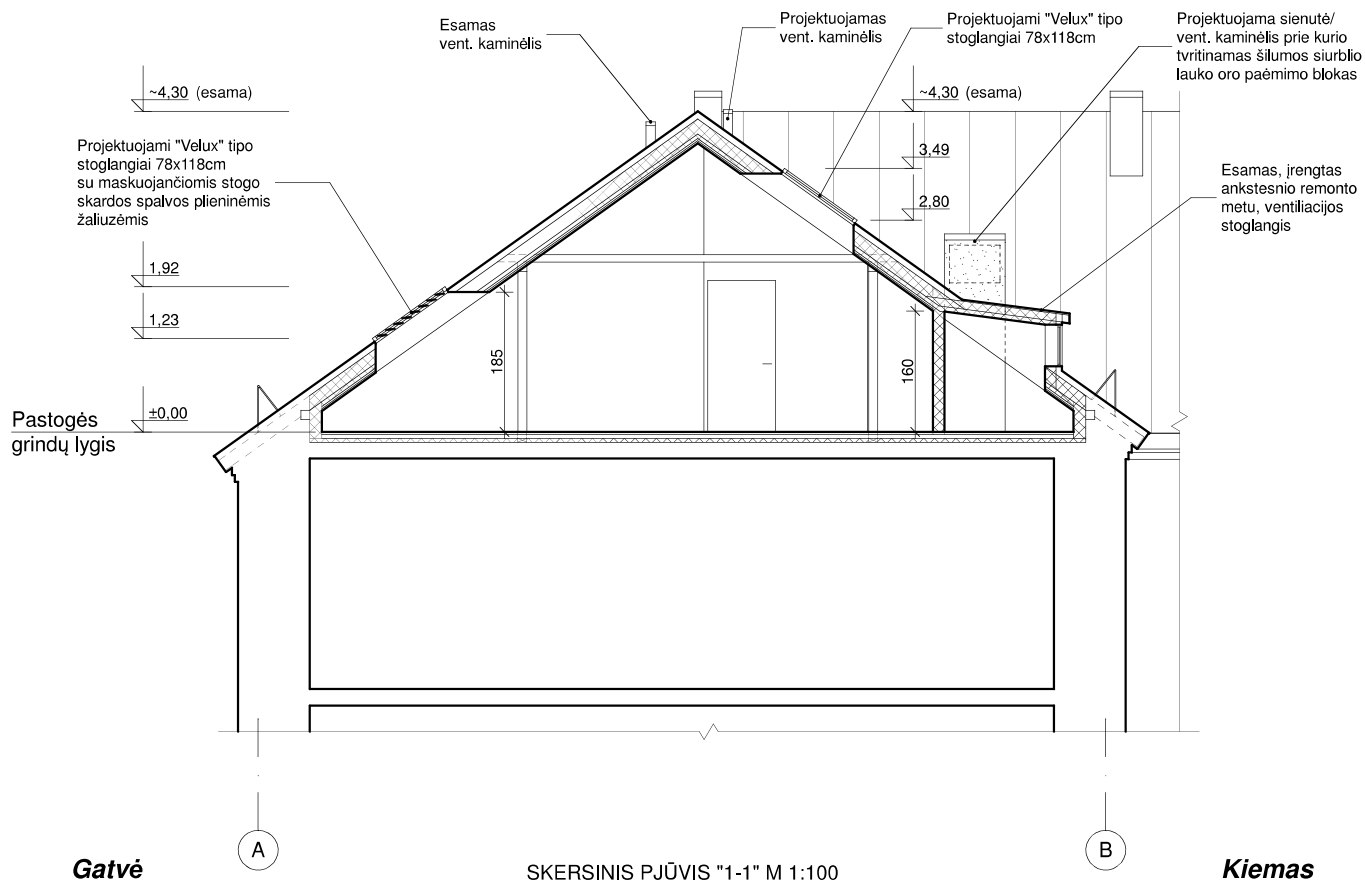 Esamas
vent. kaminėlis
Projektuojamas
vent. kaminėlis
Projektuojami "Velux" tipo
stoglangiai 78x118cm
Projektuojama sienutė/
vent. kaminėlis prie kurio
tvritinamas šilumos siurblio
lauko oro paėmimo blokas
~4,30 (esama)
~4,30 (esama)
Projektuojami "Velux" tipo
stoglangiai 78x118cm
su maskuojančiomis stogo
skardos spalvos plieninėmis
žaliuzėmis
3,49
2,80
Esamas, įrengtas
ankstesnio remonto
metu, ventiliacijos
stoglangis
1,92
1,23
185
160
±0,00
Pastogės
grindų lygis
A
B
Gatvė
SKERSINIS PJŪVIS "1-1" M 1:100
Kiemas